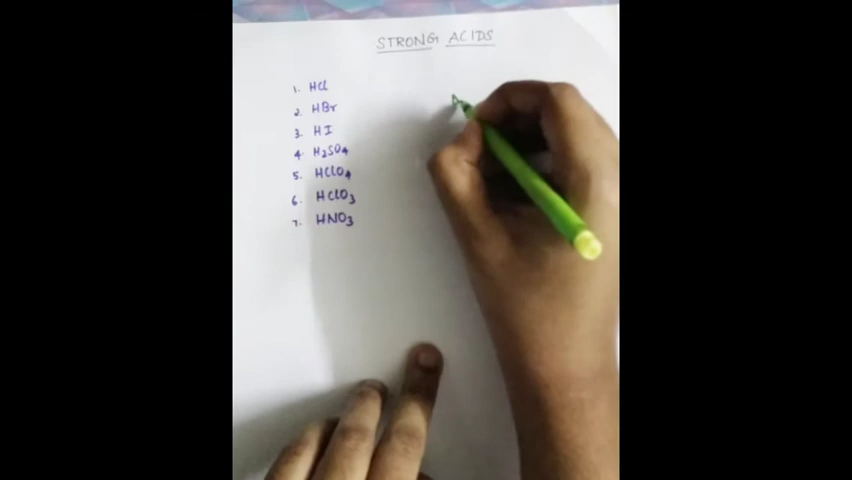 STRONG ACIDS
1. HCl
2. HBr
3. HI
4. H₂SO₄
5. HClO₄
6. HClO₃
7. HNO₃